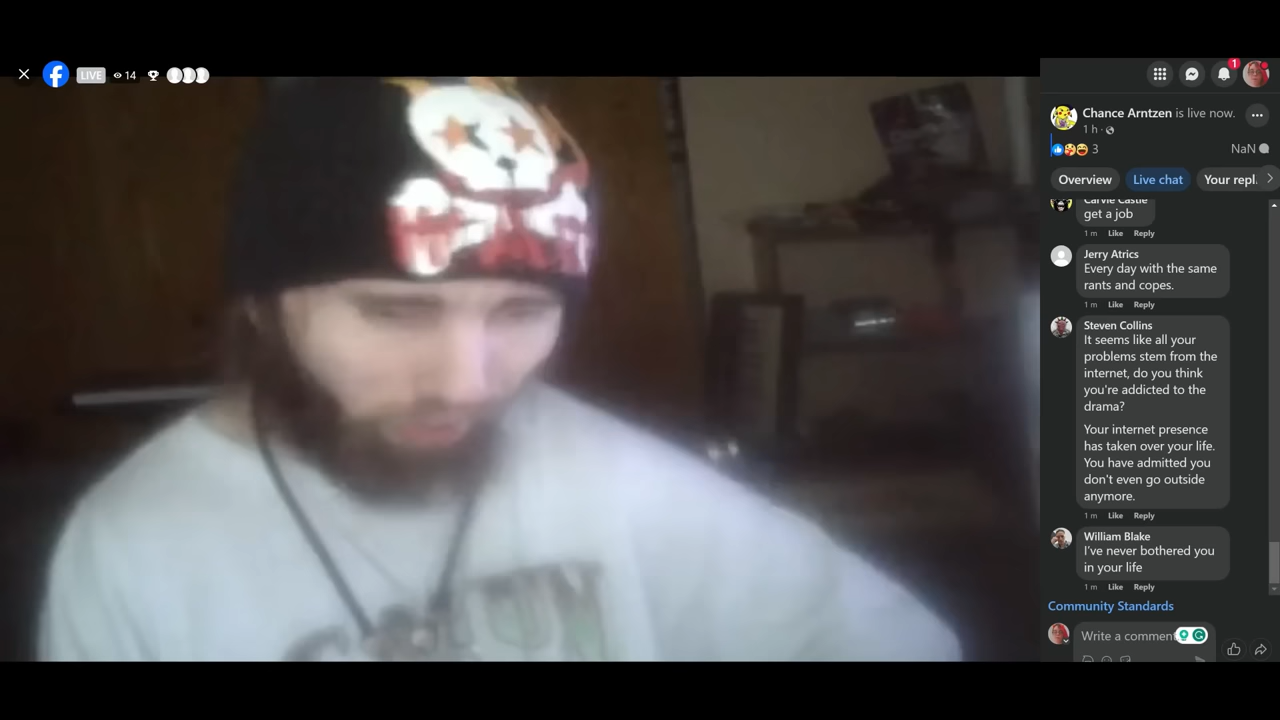 LIVE
14
1
Chance Arntzen is live now.
1 h ·
3
NaN
Overview
Live chat
Your repl.
Carvie Castle
get a job
1 m Like Reply
Jerry Atrics
Every day with the same
rants and copes.
1 m Like Reply
Steven Collins
It seems like all your
problems stem from the
internet, do you think
you're addicted to the
drama?
Your internet presence
has taken over your life.
You have admitted you
don't even go outside
anymore.
1 m Like Reply
William Blake
I've never bothered you
in your life
1 m Like Reply
Community Standards
Write a comment